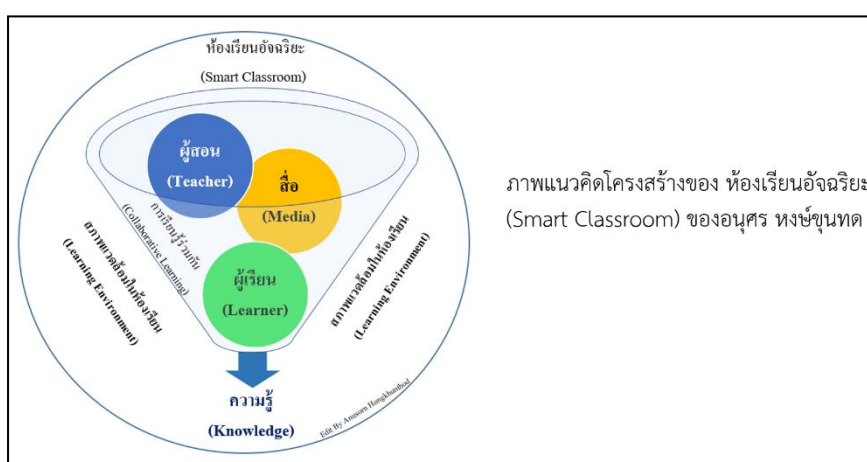 ห้องเรียนอัจฉริยะ
(Smart Classroom)
ผู้สอน
(Teacher)
สื่อ
(Media)
การเรียนรู้ร่วมกัน
(Collaborative Learning)
ผู้เรียน
(Learner)
สภาพแวดล้อมในห้องเรียน
(Learning Environment)
สภาพแวดล้อมในห้องเรียน
(Learning Environment)
ความรู้
(Knowledge)
Edit By Anusorn Hongkhunthod
ภาพแนวคิดโครงสร้างของ ห้องเรียนอัจฉริยะ
(Smart Classroom) ของอนุศร หงษ์ขุนทด